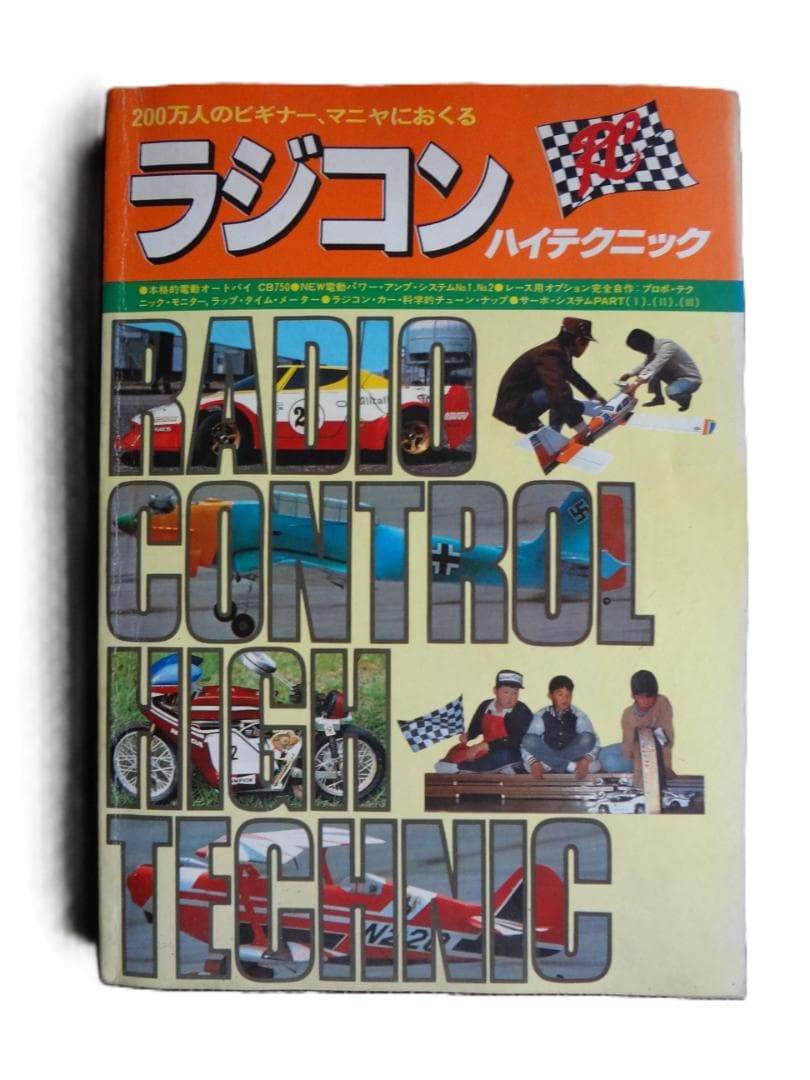 200万人のビギナー、マニヤにおくる
ラジコン
RC
ハイテクニック
●本格的電動オートバイ CB750●NEW電動パワー・アンプ・システムNo.1,No.2●レース用オプション完全自作：プロポ・テク
ニック・モニター,ラップ・タイム・メーター●ラジコン・カー・科学的チューン・ナップ●サーボ・システムPART(Ⅰ).(Ⅱ).(Ⅲ)
RADIO
2
CONTROL
HIGH
2
TECHNIC
N22Q